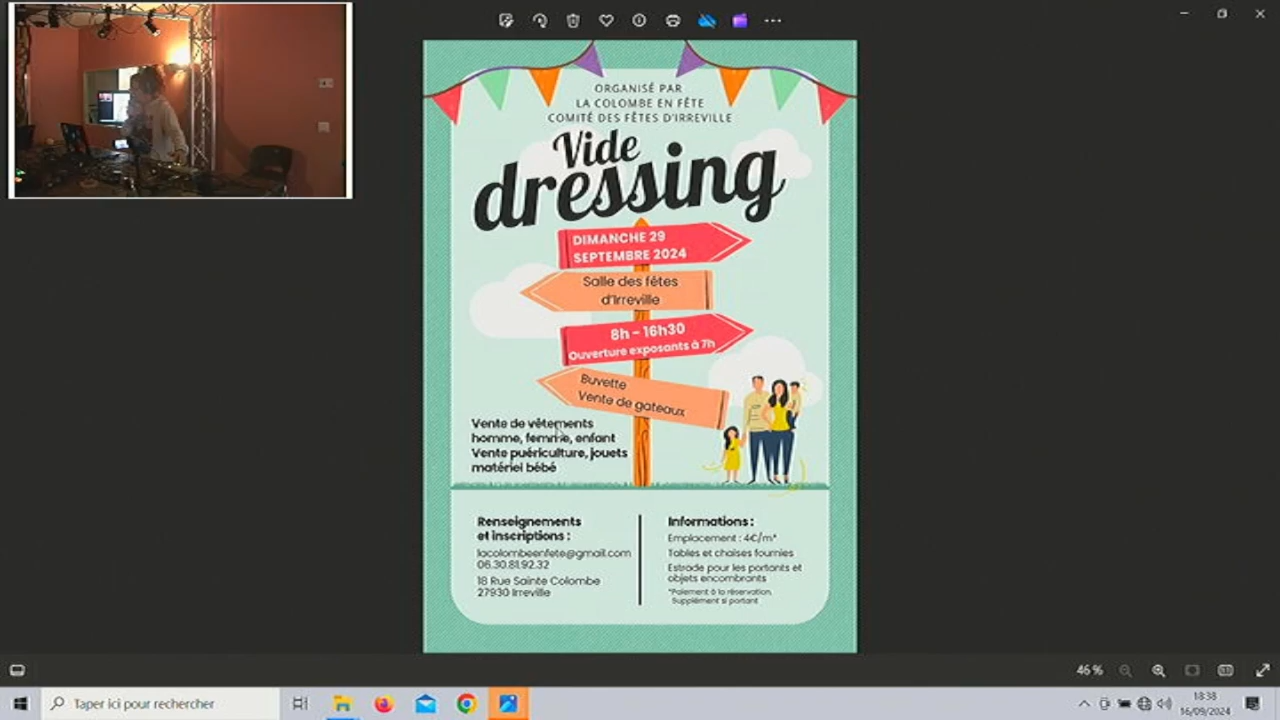 ORGANISÉ PAR
LA COLOMBE EN FÊTE
COMITÉ DES FÊTES D'IRREVILLE
Vide
dressing
DIMANCHE 29
SEPTEMBRE 2024
Salle des fêtes
d'Irreville
8h - 16h30
Ouverture exposants à 7h
Buvette
Vente de gateaux
Vente de vêtements
homme, femme, enfant
Vente puériculture, jouets
matériel bébé
Renseignements
et inscriptions :
lacolombeenfete@gmail.com
06.30.81.92.32
18 Rue Sainte Colombe
27930 Irreville
Informations :
Emplacement : 4€/m*
Tables et chaises fournies
Estrade pour les portants et
objets encombrants
*Paiement à la réservation.
Supplément si portant
46 %
Taper ici pour rechercher
18:38
16/09/2024